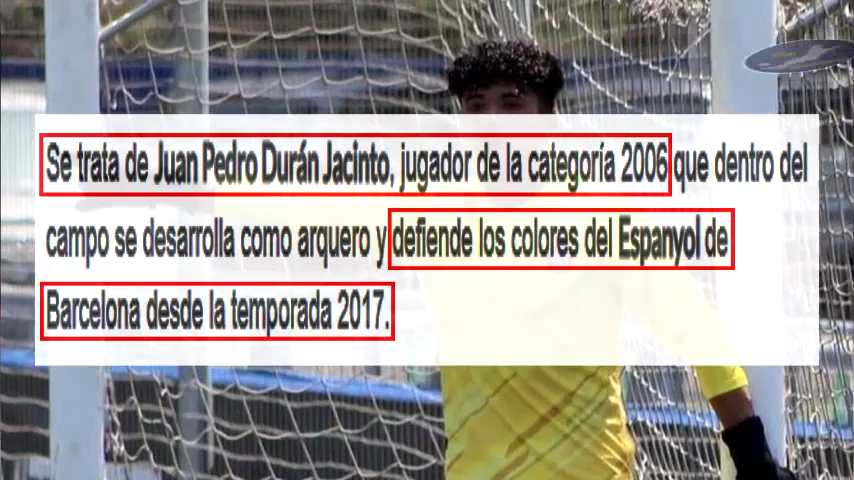 Se trata de Juan Pedro Durán Jacinto, jugador de la categoría 2006 que dentro del
campo se desarrolla como arquero y defiende los colores del Espanyol de
Barcelona desde la temporada 2017.